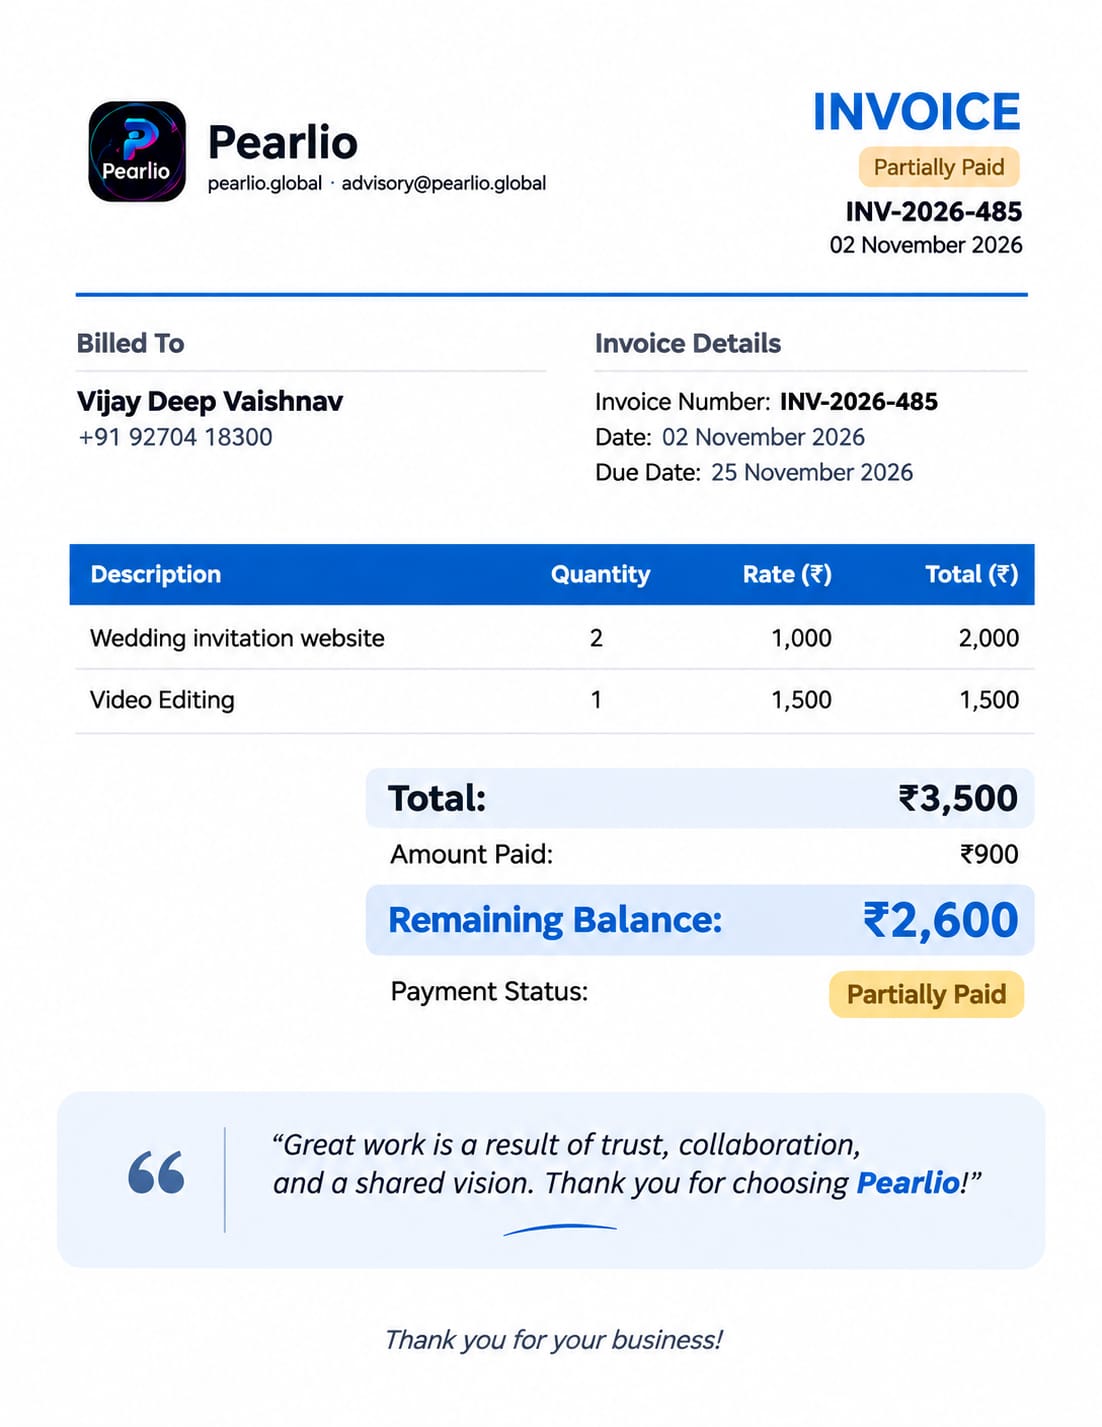 Pearlio
Pearlio
pearlio.global · advisory@pearlio.global
INVOICE
Partially Paid
INV-2026-485
02 November 2026
Billed To
Vijay Deep Vaishnav
+91 92704 18300
Invoice Details
Invoice Number: INV-2026-485
Date: 02 November 2026
Due Date: 25 November 2026
Description Quantity Rate (₹) Total (₹)
Wedding invitation website 2 1,000 2,000
Video Editing 1 1,500 1,500
Total: ₹3,500
Amount Paid: ₹900
Remaining Balance: ₹2,600
Payment Status: Partially Paid
“Great work is a result of trust, collaboration,
and a shared vision. Thank you for choosing Pearlio!”
Thank you for your business!